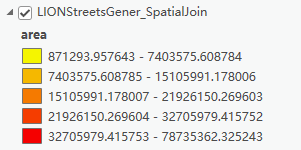 LIONStreetsGener_SpatialJoin
area
871293.957643 - 7403575.608784
7403575.608785 - 15105991.178006
15105991.178007 - 21926150.269603
21926150.269604 - 32705979.415752
32705979.415753 - 78735362.325243